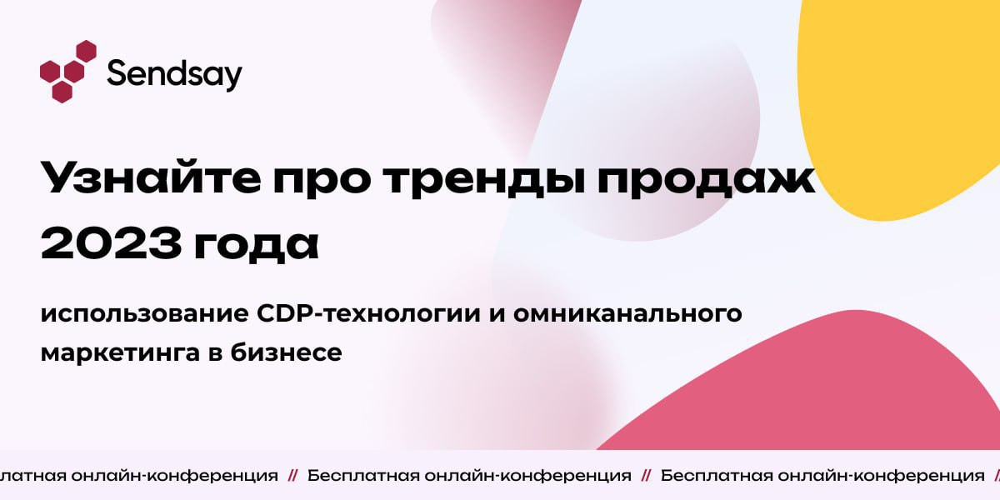 Sendsay
Узнайте про тренды продаж
2023 года
использование CDP-технологии и омниканального
маркетинга в бизнесе
платная онлайн-конференция // Бесплатная онлайн-конференция // Бесплатная онлайн-конференция //